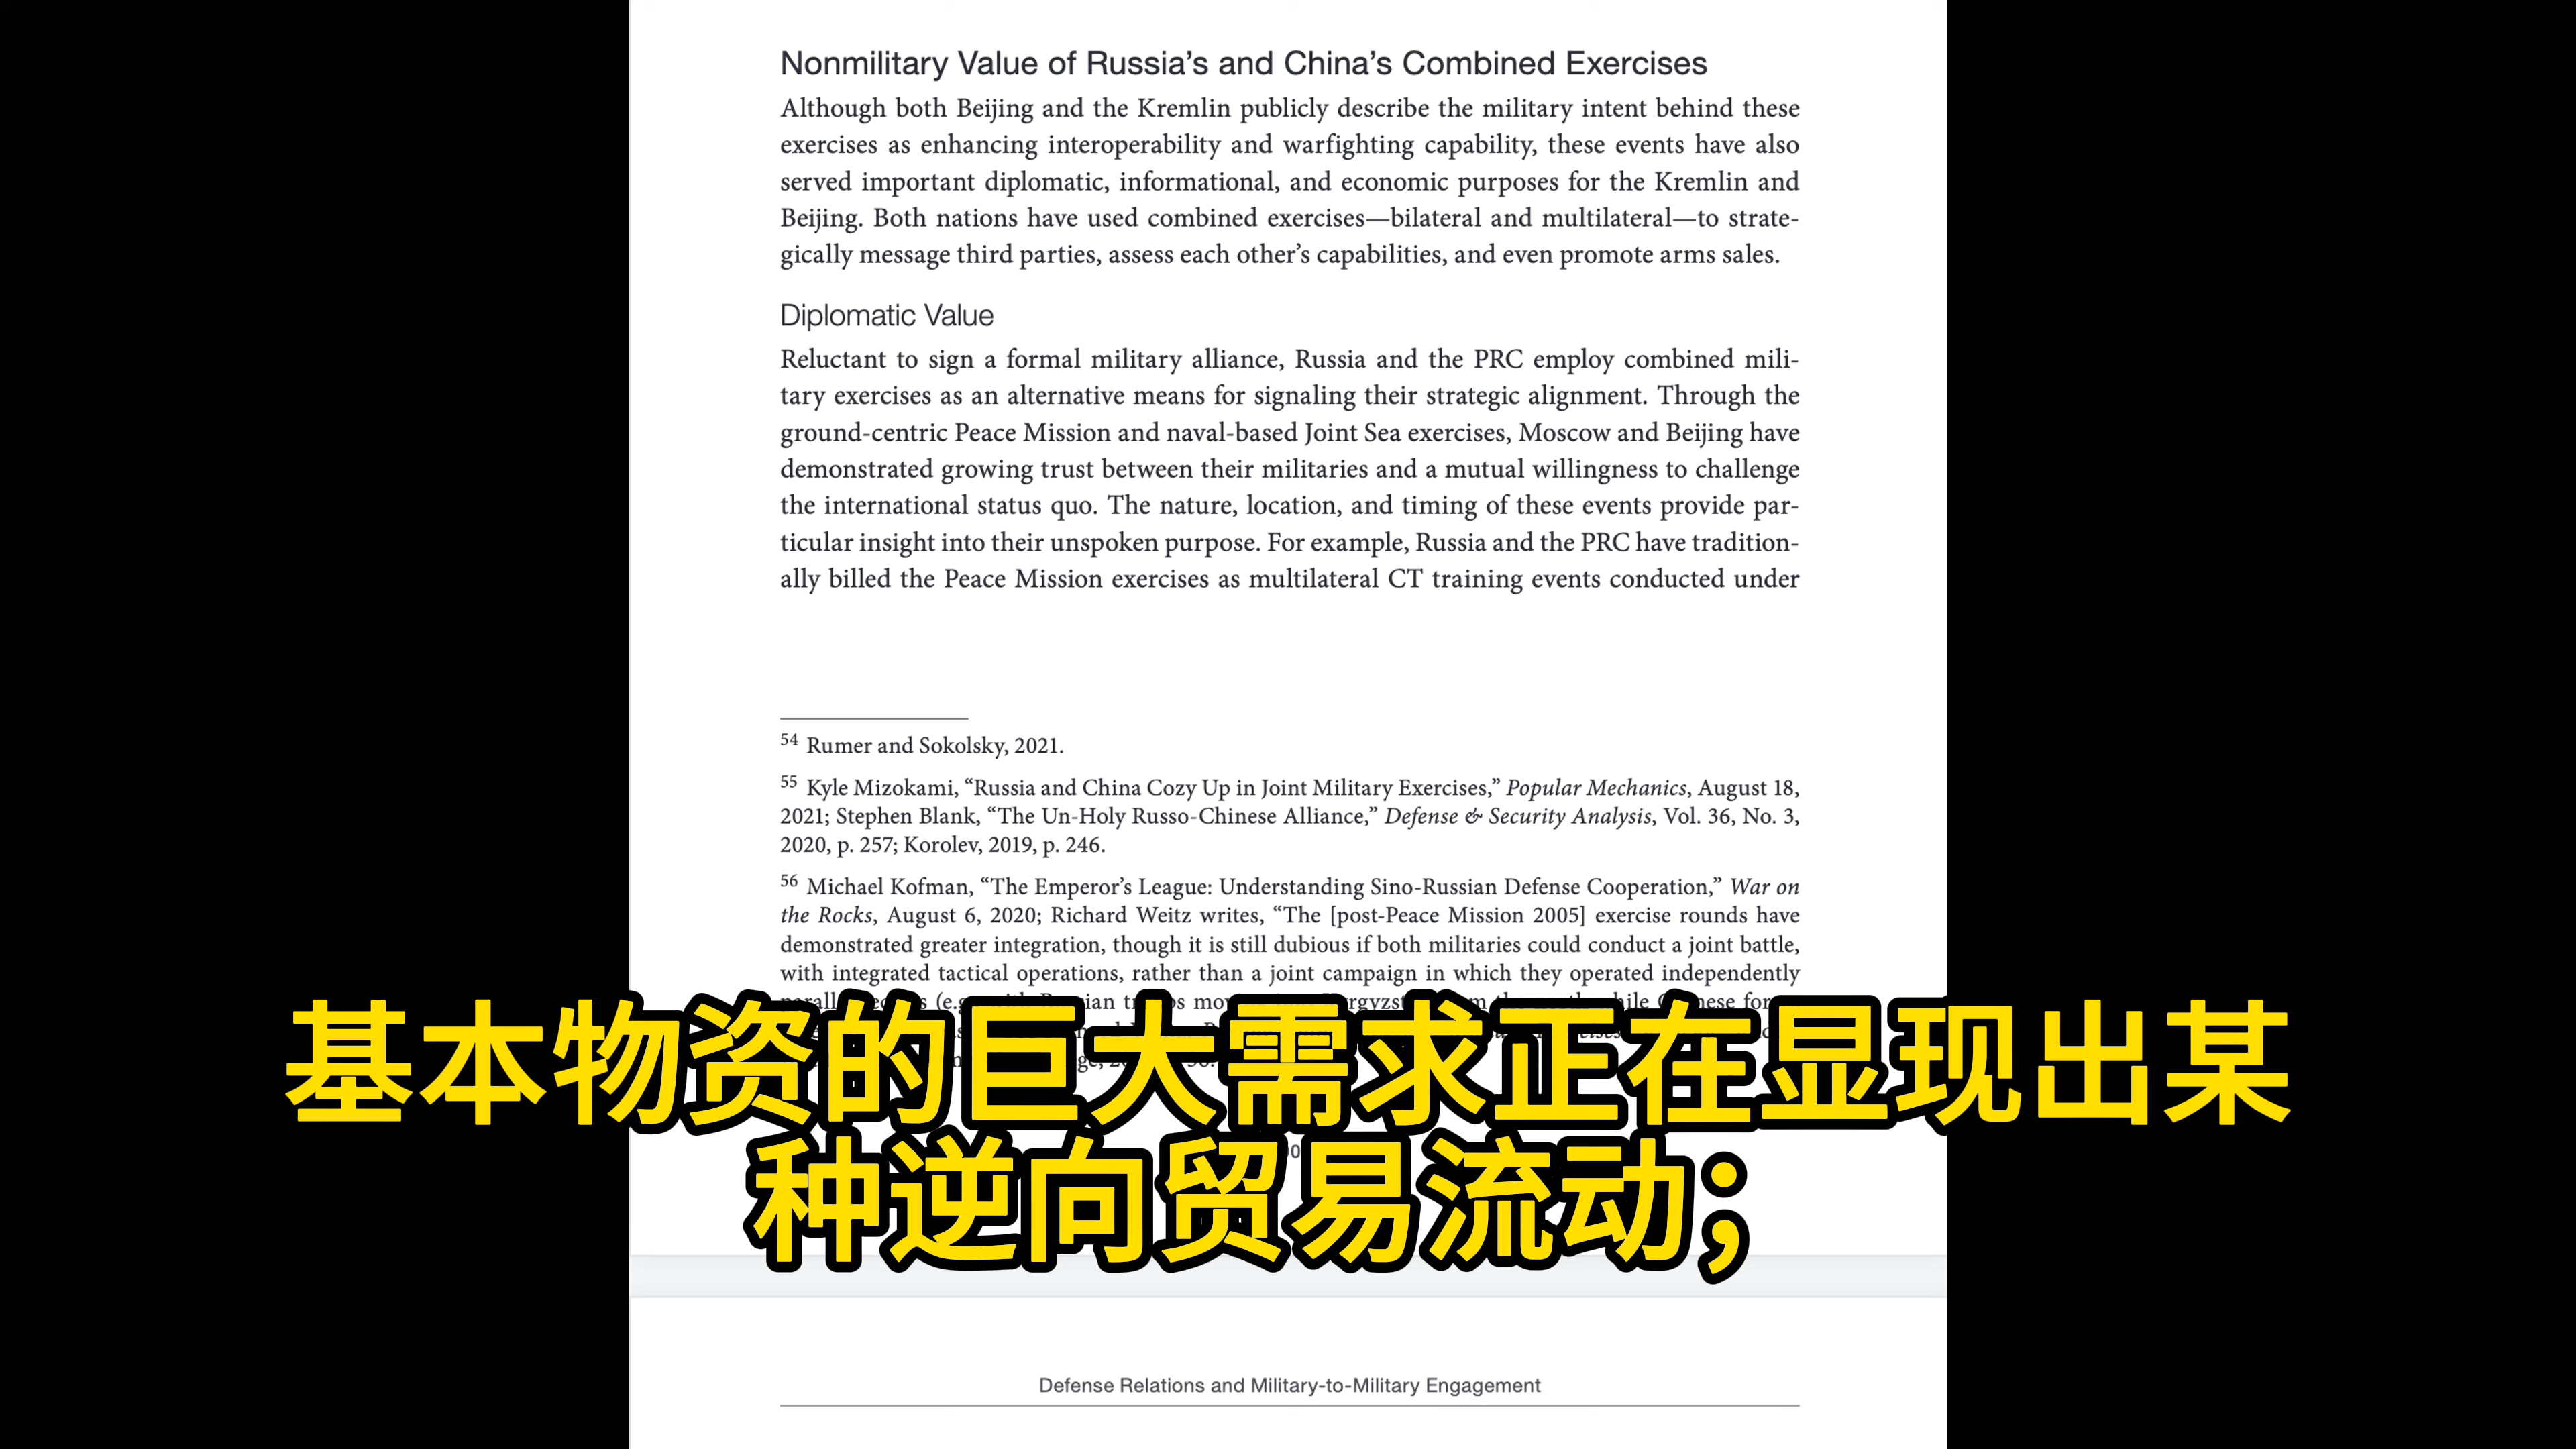 Nonmilitary Value of Russia’s and China’s Combined Exercises
Although both Beijing and the Kremlin publicly describe the military intent behind these
exercises as enhancing interoperability and warfighting capability, these events have also
served important diplomatic, informational, and economic purposes for the Kremlin and
Beijing. Both nations have used combined exercises—bilateral and multilateral—to strate-
gically message third parties, assess each other’s capabilities, and even promote arms sales.
Diplomatic Value
Reluctant to sign a formal military alliance, Russia and the PRC employ combined mili-
tary exercises as an alternative means for signaling their strategic alignment. Through the
ground-centric Peace Mission and naval-based Joint Sea exercises, Moscow and Beijing have
demonstrated growing trust between their militaries and a mutual willingness to challenge
the international status quo. The nature, location, and timing of these events provide par-
ticular insight into their unspoken purpose. For example, Russia and the PRC have tradition-
ally billed the Peace Mission exercises as multilateral CT training events conducted under
54 Rumer and Sokolsky, 2021.
55 Kyle Mizokami, “Russia and China Cozy Up in Joint Military Exercises,” Popular Mechanics, August 18,
2021; Stephen Blank, “The Un-Holy Russo-Chinese Alliance,” Defense & Security Analysis, Vol. 36, No. 3,
2020, p. 257; Korolev, 2019, p. 246.
56 Michael Kofman, “The Emperor’s League: Understanding Sino-Russian Defense Cooperation,” War on
the Rocks, August 6, 2020; Richard Weitz writes, “The [post-Peace Mission 2005] exercise rounds have
demonstrated greater integration, though it is still dubious if both militaries could conduct a joint battle,
with integrated tactical operations, rather than a joint campaign in which they operated independently
基本物资的巨大需求正在显现出某
种逆向贸易流动；
Defense Relations and Military-to-Military Engagement